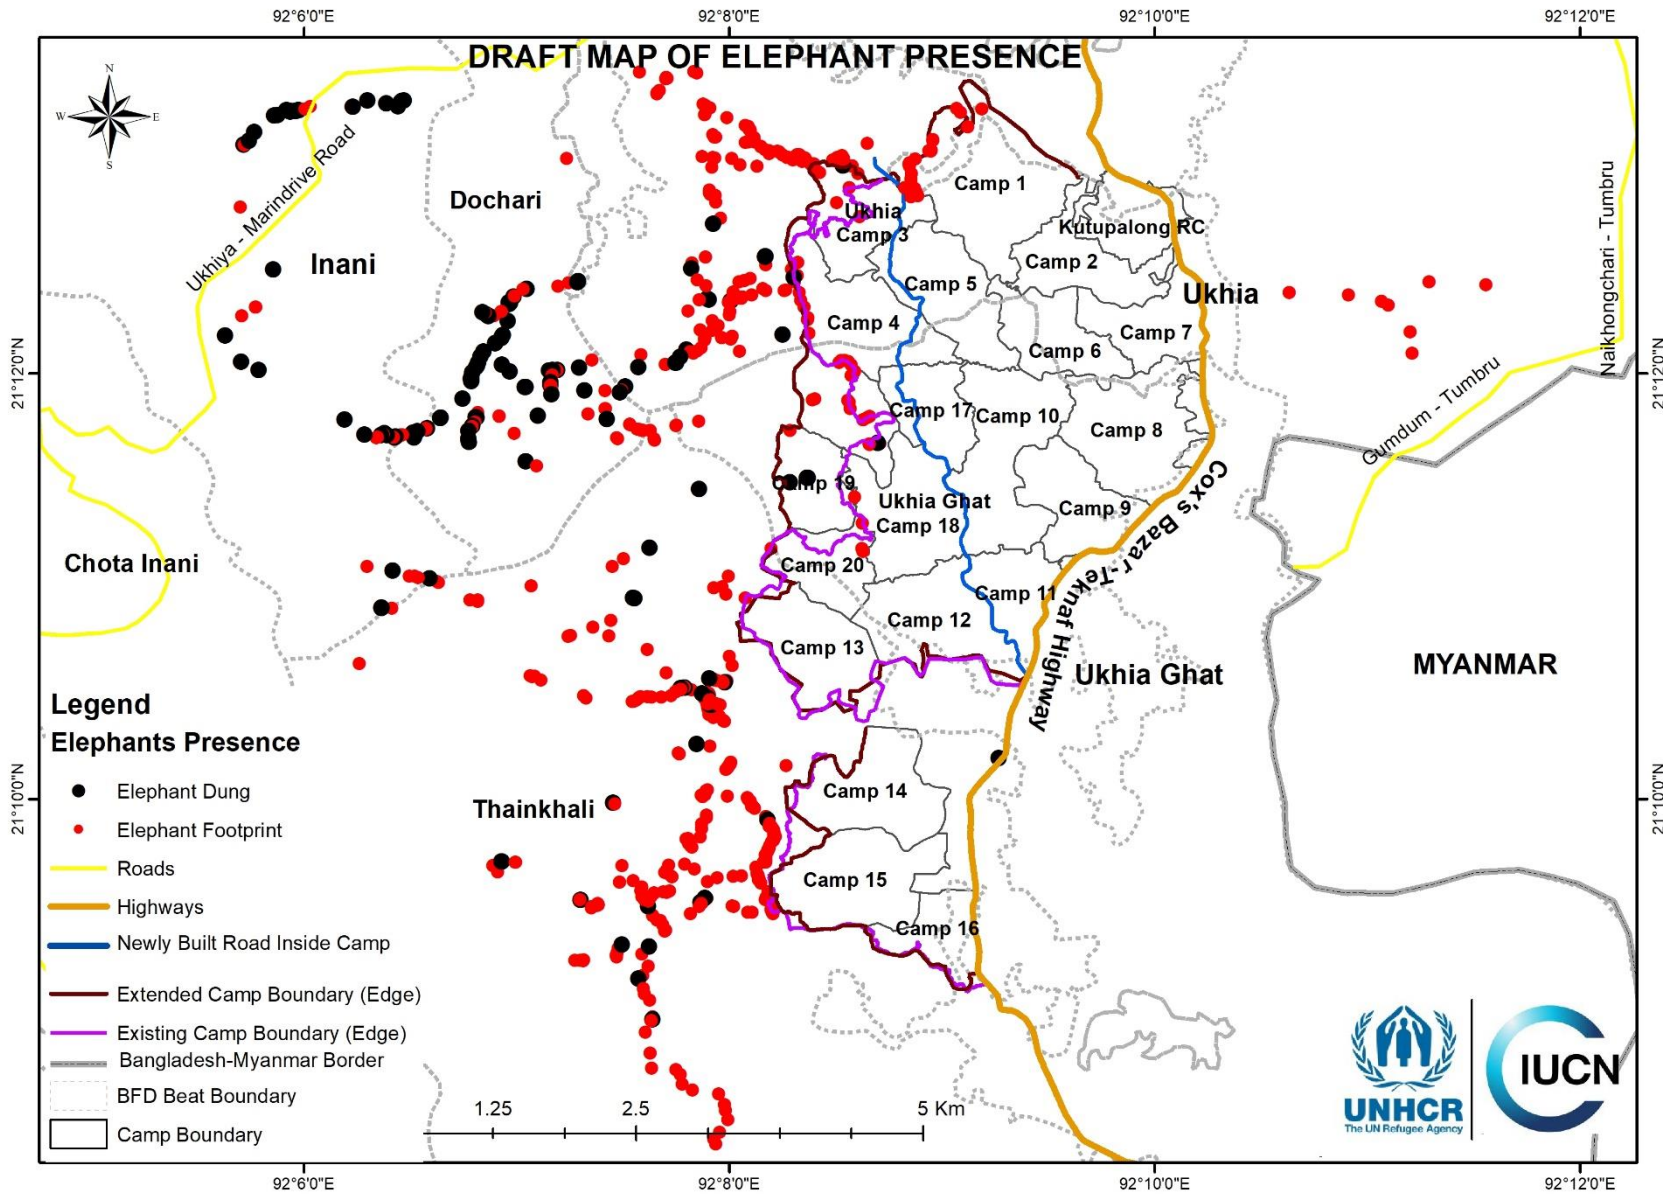 92°6'0"E
92°8'0"E
92°10'0"E
92°12'0"E
DRAFT MAP OF ELEPHANT PRESENCE
N
W
E
S
Ukhiya - Marindrive Road
Dochari
Inani
Camp 1
Ukhia
Camp 3
Kutupalong RC
Camp 2
Camp 5
Ukhia
Camp 4
Camp 7
Camp 6
Naikhongchari - Tumbru
Gumdum - Tumbru
21°12'0"N
21°12'0"N
Camp 17
Camp 10
Camp 8
Camp 19
Ukhia Ghat
Camp 18
Camp 9
Cox's Bazar-Teknaf Highway
Chota Inani
Camp 20
Camp 11
Camp 12
Camp 13
Ukhia Ghat
MYANMAR
Thainkhali
Camp 14
Camp 15
Camp 16
21°10'0"N
21°10'0"N
Legend
Elephants Presence
Elephant Dung
Elephant Footprint
Roads
Highways
Newly Built Road Inside Camp
Extended Camp Boundary (Edge)
Existing Camp Boundary (Edge)
Bangladesh-Myanmar Border
BFD Beat Boundary
Camp Boundary
1.25
2.5
5 Km
UNHCR
The UN Refugee Agency
IUCN
92°6'0"E
92°8'0"E
92°10'0"E
92°12'0"E